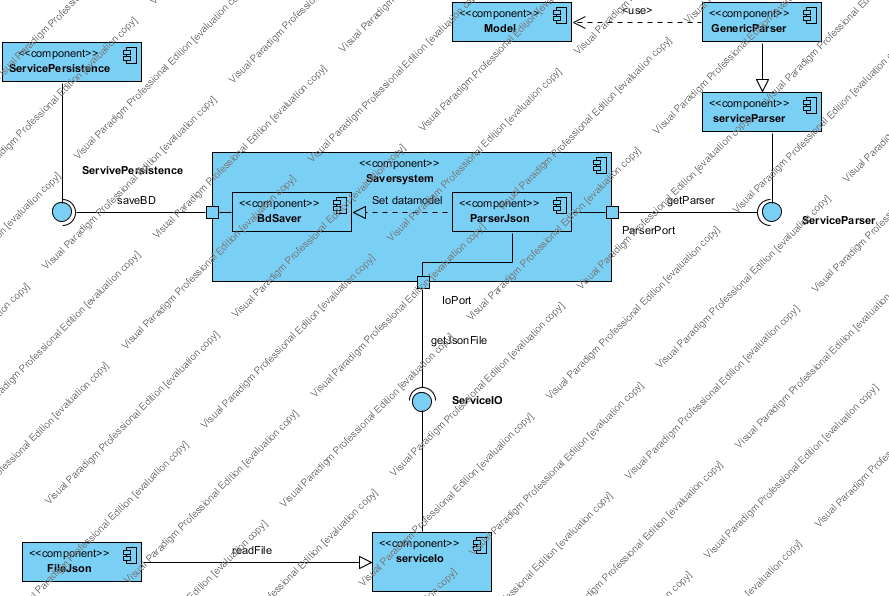 <<component>>
Model
<use>
<<component>>
GenericParser
<<component>>
ServicePersistence
<<component>>
serviceParser
ServivePersistence
saveBD
<<component>>
Saversystem
<<component>>
BdSaver
Set datamodel
<<component>>
ParserJson
getParser
ServiceParser
ParserPort
IoPort
getJsonFile
ServiceIO
<<component>>
FileJson
readFile
<<component>>
serviceIo
Visual Paradigm Professional Edition [evaluation copy]